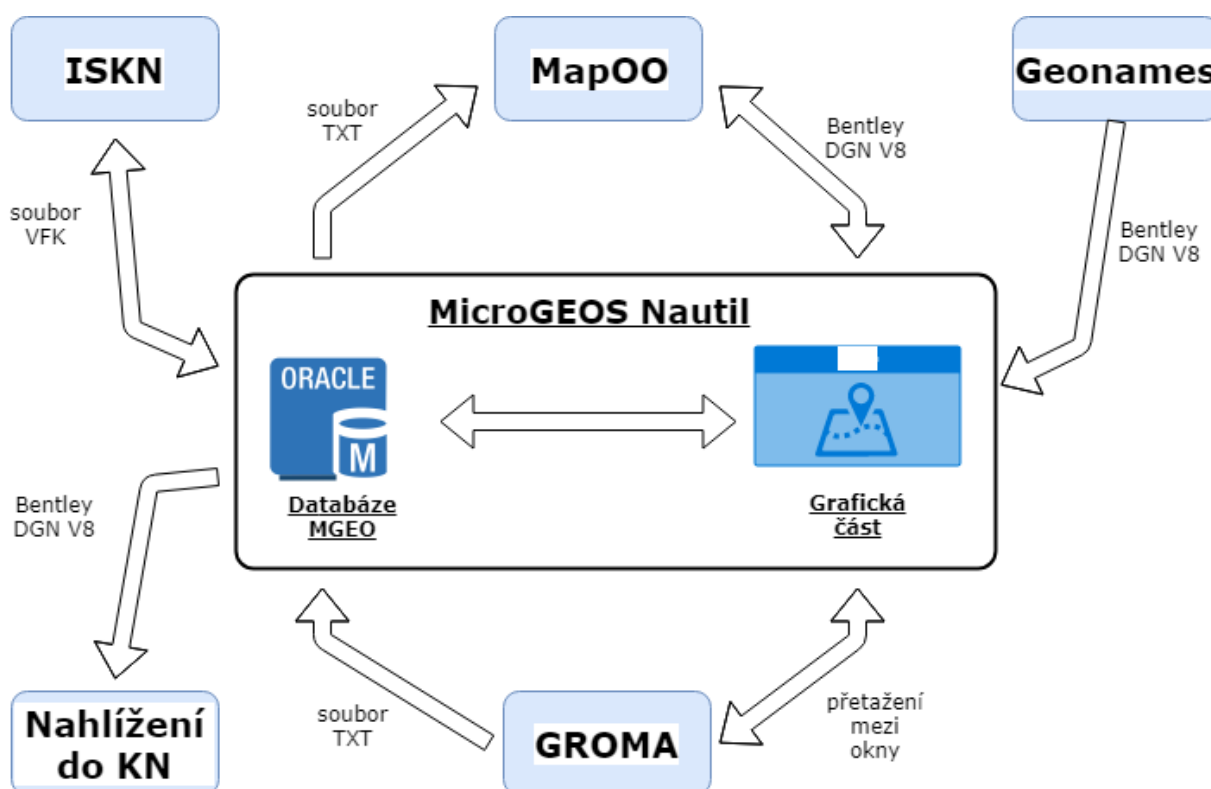 ISKN
MapOO
Geonames
soubor
TXT
Bentley
DGN V8
soubor
VFK
Bentley
DGN V8
MicroGEOS Nautil
ORACLE
M
Databáze
MGEO
Grafická
část
Bentley
DGN V8
Nahlížení
do KN
soubor
TXT
GROMA
přetažení
mezi
okny